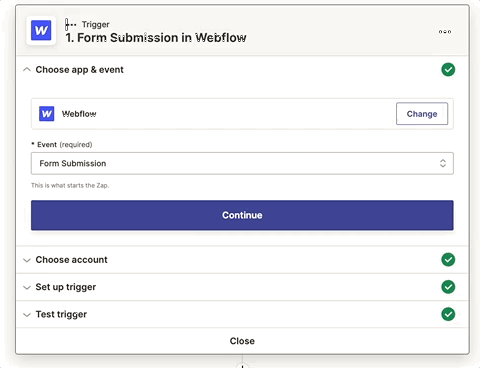 Trigger
1. Form Submission in Webflow
Choose app & event
Webflow
Change
* Event (required)
Form Submission
This is what starts the Zap.
Continue
Choose account
Set up trigger
Test trigger
Close